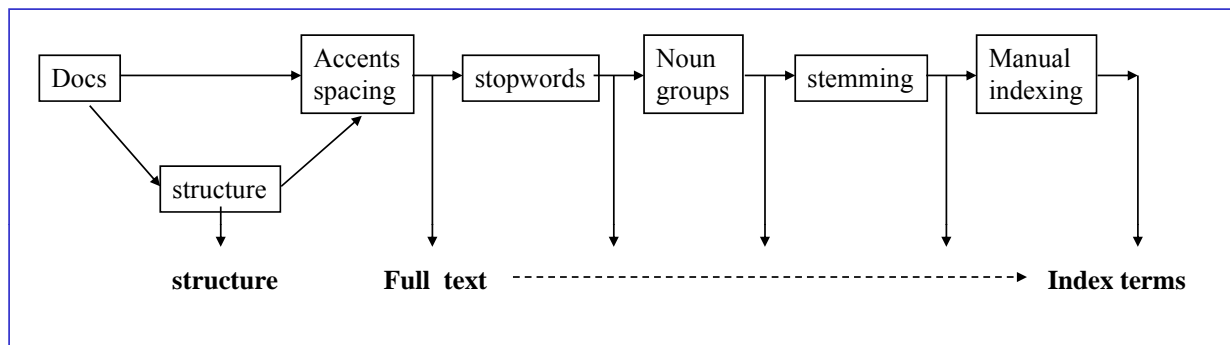 Docs
Accents
spacing
stopwords
Noun
groups
stemming
Manual
indexing
structure
structure
Full text
Index terms